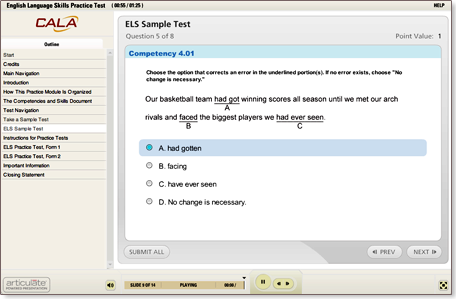 English Language Skills Practice Test
( 00:55 / 01:25 )
HELP
CALA
Outline
Start
Credits
Main Navigation
Introduction
How This Practice Module Is Organized
The Competencies and Skills Document
Test Navigation
Take a Sample Test
ELS Sample Test
Instructions for Practice Tests
ELS Practice Test, Form 1
ELS Practice Test, Form 2
Important Information
Closing Statement
ELS Sample Test
Question 5 of 8
Point Value: 1
Competency 4.01
Choose the option that corrects an error in the underlined portion(s). If no error exists, choose "No
change is necessary."
Our basketball team had got winning scores all season until we met our arch
A
rivals and faced the biggest players we had ever seen.
B C
A. had gotten
B. facing
C. have ever seen
D. No change is necessary.
SUBMIT ALL
PREV
NEXT
articulate
POWERED PRESENTATION
SLIDE 9 OF 14
PLAYING